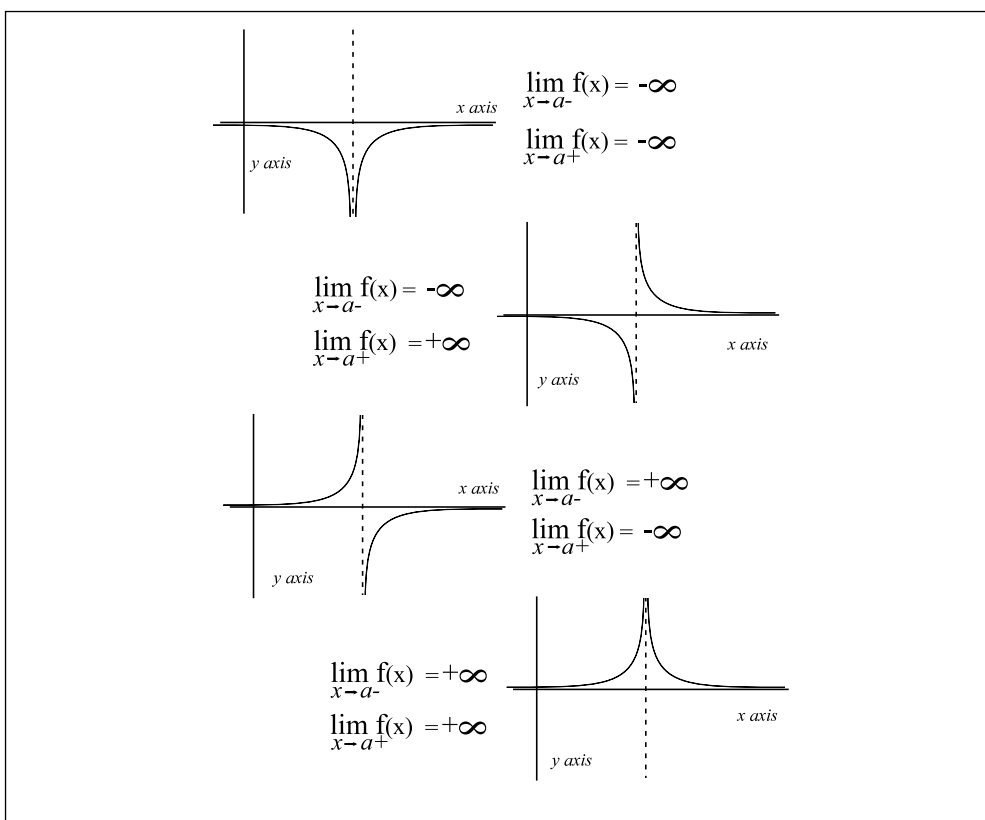 lim f(x) = -∞
x→a-
x axis
lim f(x) = -∞
x→a+
y axis
lim f(x) = -∞
x→a-
lim f(x) = +∞
x→a+
x axis
y axis
x axis
lim f(x) = +∞
x→a-
lim f(x) = -∞
x→a+
y axis
lim f(x) = +∞
x→a-
lim f(x) = +∞
x→a+
x axis
y axis